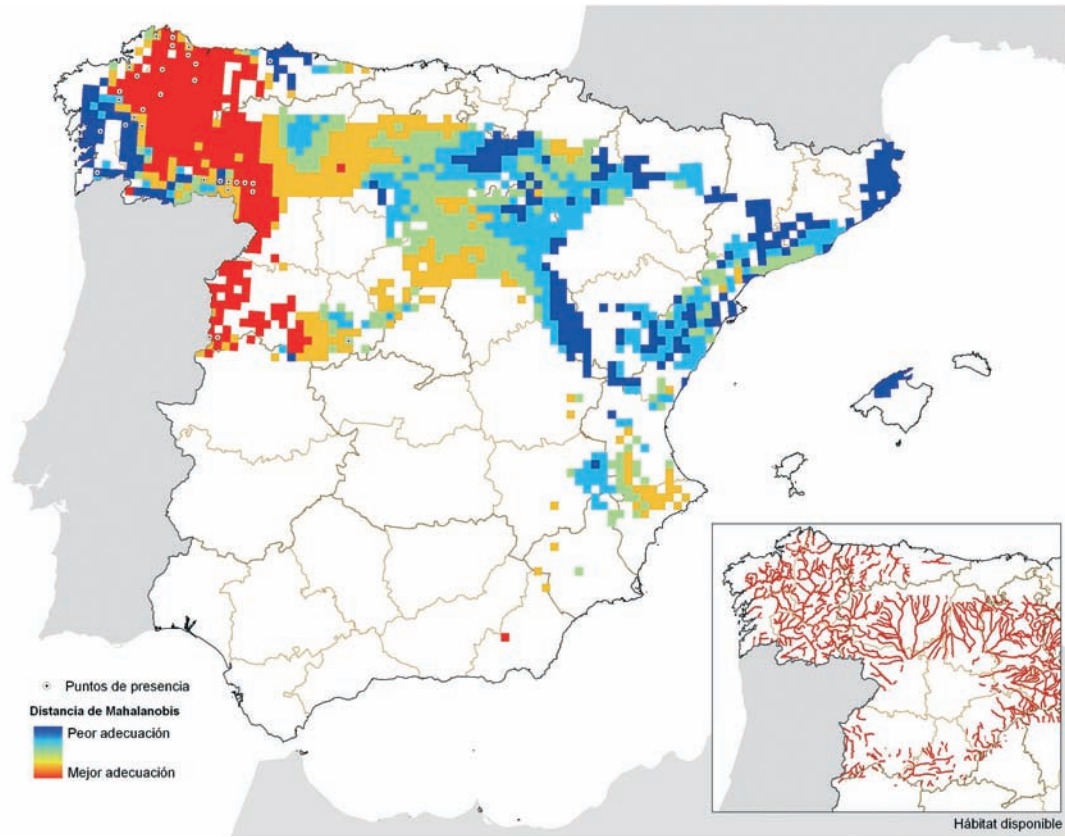 Puntos de presencia
Distancia de Mahalanobis
Peor adecuación
Mejor adecuación
Hábitat disponible